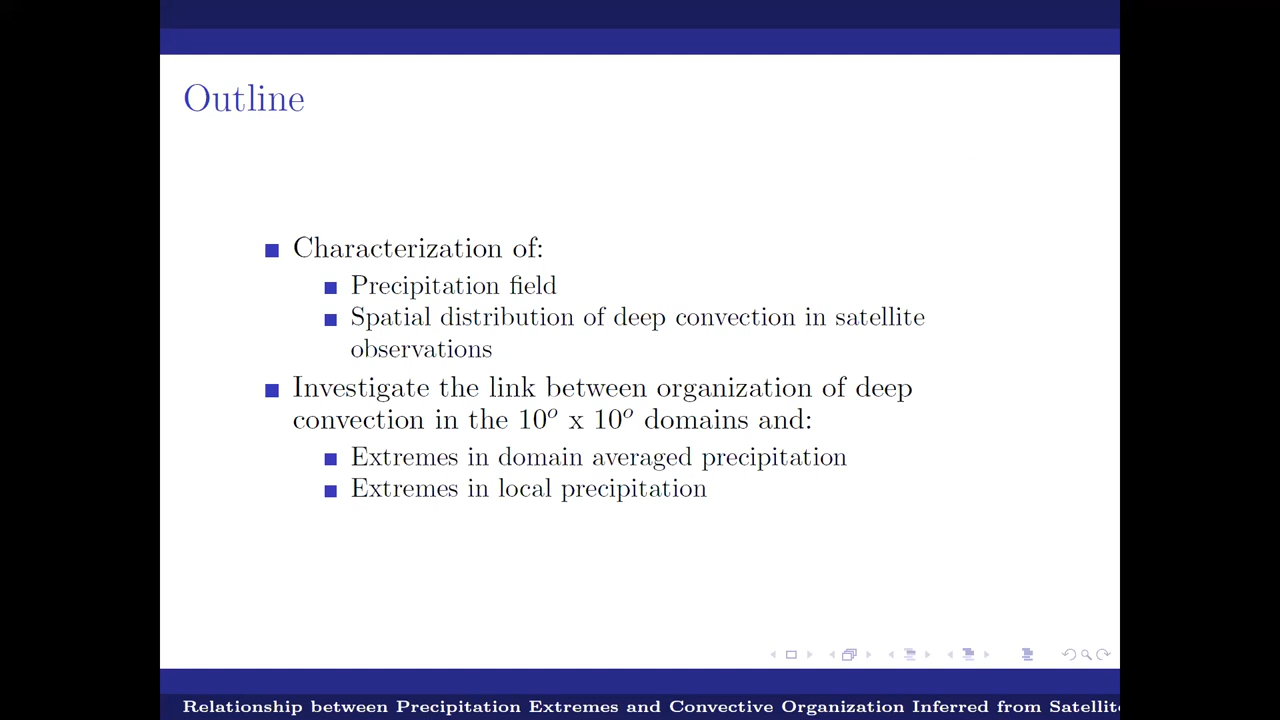 Outline
Characterization of:
Precipitation field
Spatial distribution of deep convection in satellite
observations
Investigate the link between organization of deep
convection in the 10° x 10° domains and:
Extremes in domain averaged precipitation
Extremes in local precipitation
Relationship between Precipitation Extremes and Convective Organization Inferred from Satellite